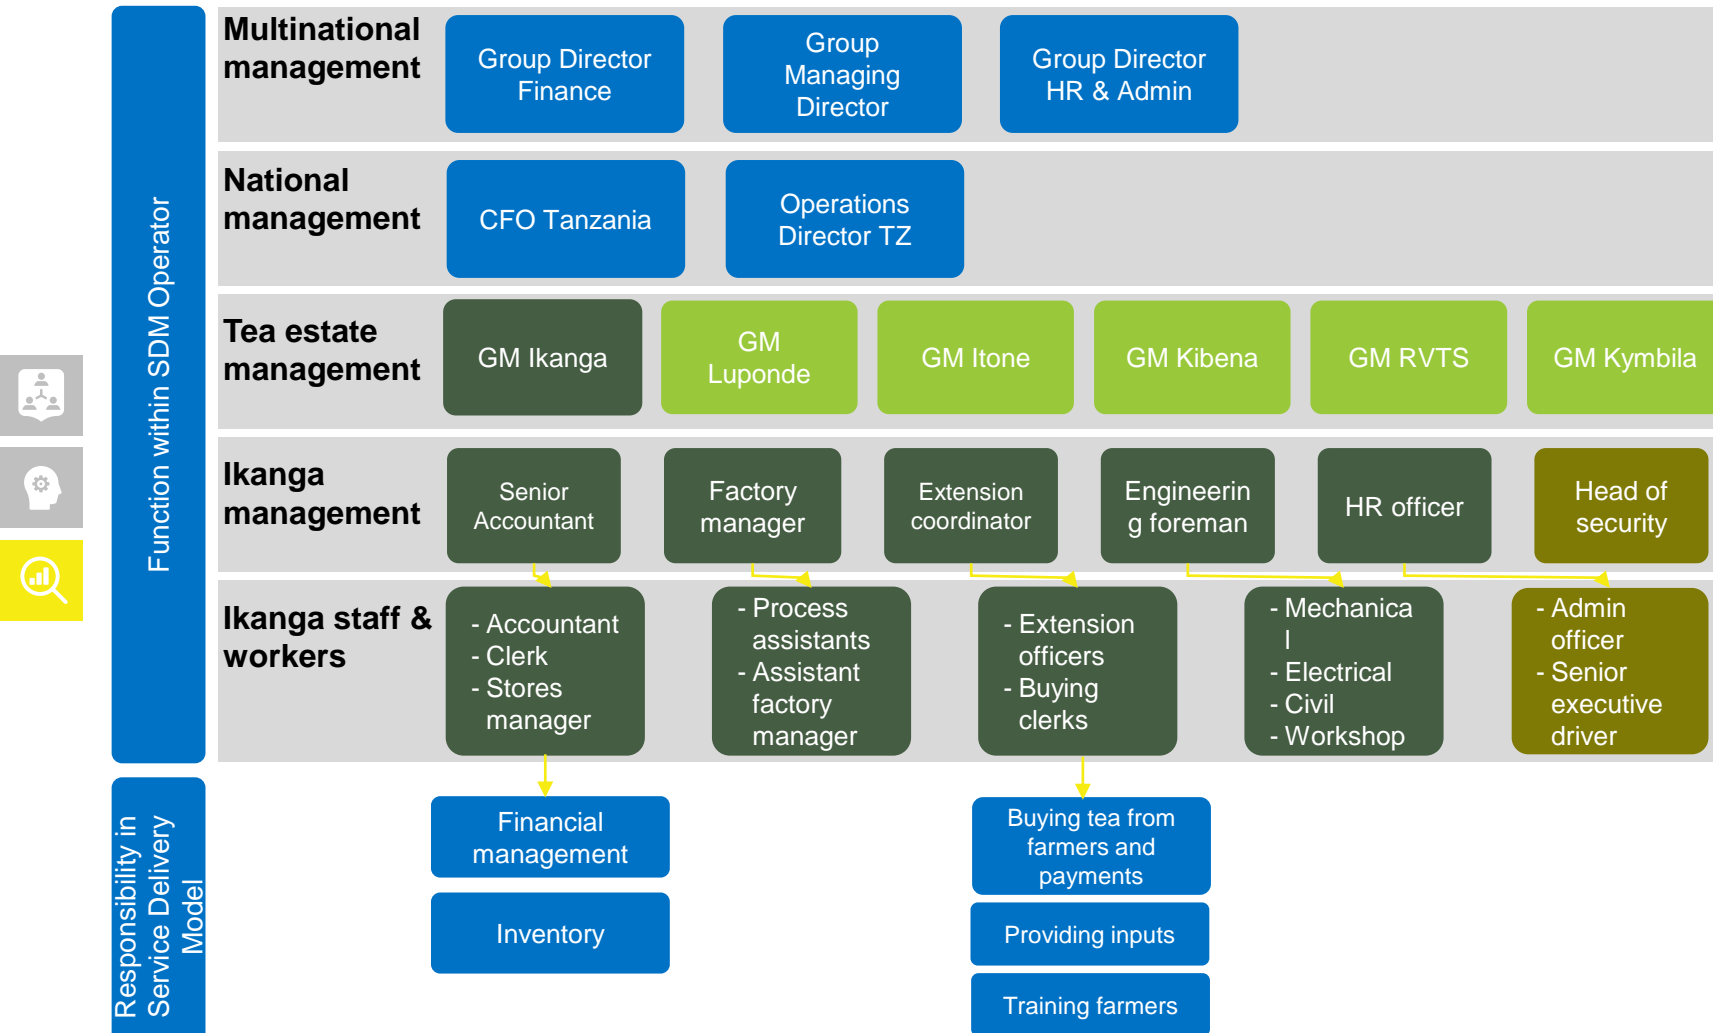 Multinational
management
Group Director
Finance
Group
Managing
Director
Group Director
HR & Admin
National
management
CFO Tanzania
Operations
Director TZ
Function within SDM Operator
Tea estate
management
GM Ikanga
GM
Luponde
GM Itone
GM Kibena
GM RVTS
GM Kymbila
Ikanga
management
Senior
Accountant
Factory
manager
Extension
coordinator
Engineerin
g foreman
HR officer
Head of
security
Ikanga staff &
workers
- Accountant
- Clerk
- Stores
manager
- Process
assistants
- Assistant
factory
manager
- Extension
officers
- Buying
clerks
- Mechanica
l
- Electrical
- Civil
- Workshop
- Admin
officer
- Senior
executive
driver
Responsibility in
Service Delivery
Model
Financial
management
Inventory
Buying tea from
farmers and
payments
Providing inputs
Training farmers